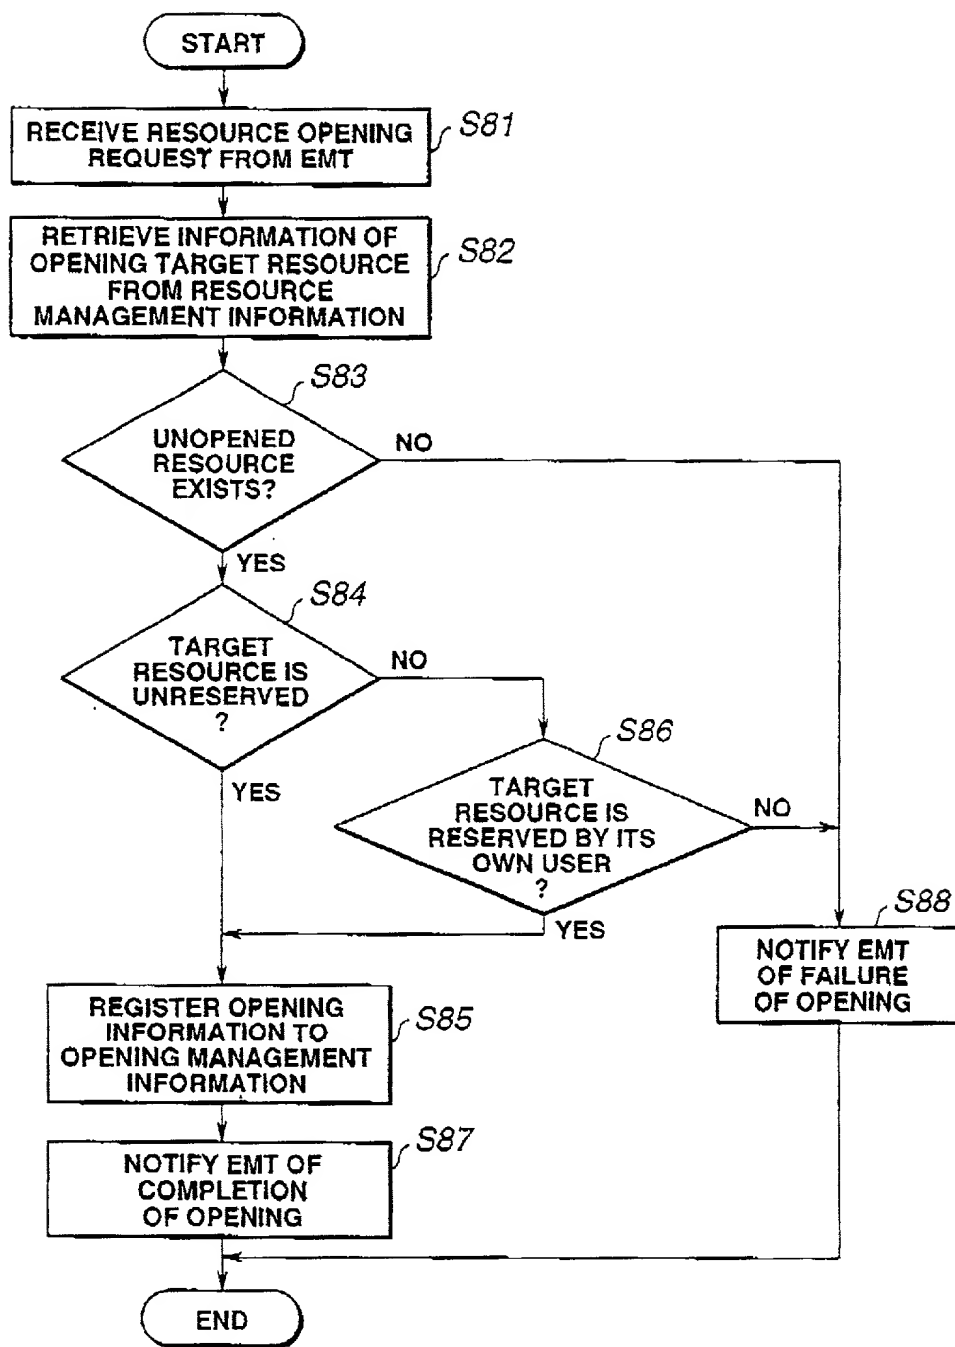 START
RECEIVE RESOURCE OPENING
REQUEST FROM EMT
S81
RETRIEVE INFORMATION OF
OPENING TARGET RESOURCE
FROM RESOURCE
MANAGEMENT INFORMATION
S82
S83
UNOPENED
RESOURCE
EXISTS?
NO
YES
S84
TARGET
RESOURCE IS
UNRESERVED
?
NO
YES
S86
TARGET
RESOURCE IS
RESERVED BY ITS
OWN USER
?
NO
YES
S88
NOTIFY EMT
OF FAILURE
OF OPENING
REGISTER OPENING
INFORMATION TO
OPENING MANAGEMENT
INFORMATION
S85
NOTIFY EMT OF
COMPLETION
OF OPENING
S87
END